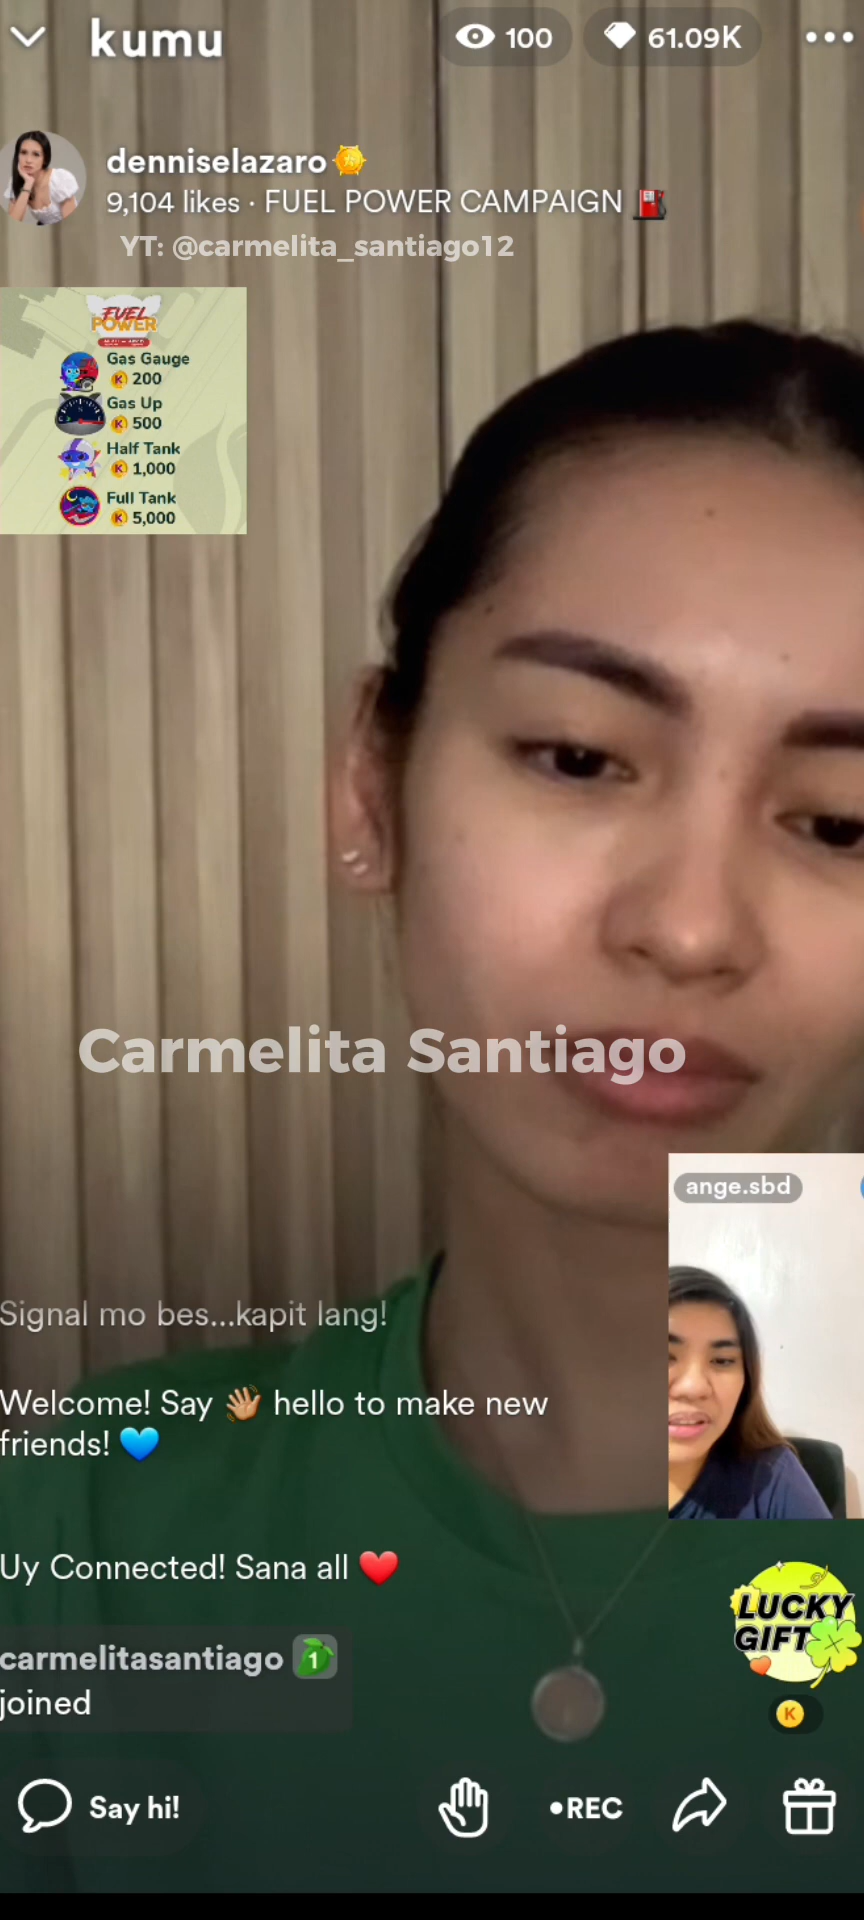 kumu
100
61.09K
denniselazaro
9,104 likes · FUEL POWER CAMPAIGN
YT: @carmelita_santiago12
FUEL
POWER
Gas Gauge
K 200
Gas Up
K 500
Half Tank
K 1,000
Full Tank
K 5,000
Carmelita Santiago
ange.sbd
Signal mo bes...kapit lang!
Welcome! Say 👋🏽 hello to make new
friends! 💙
Uy Connected! Sana all ❤️
LUCKY
GIFT
carmelitasantiago 1
joined
K
Say hi!
•REC